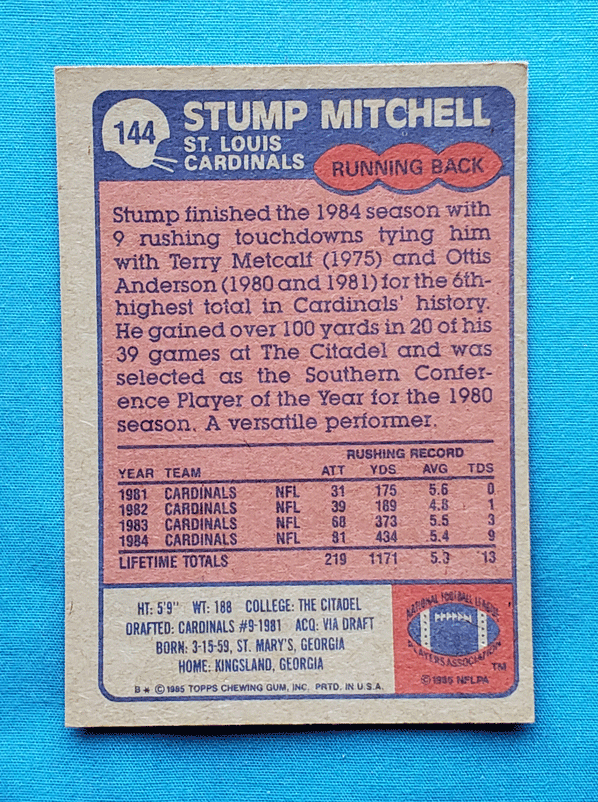 144
STUMP MITCHELL
ST. LOUIS
CARDINALS
RUNNING BACK
Stump finished the 1984 season with
9 rushing touchdowns tying him
with Terry Metcalf (1975) and Ottis
Anderson (1980 and 1981) for the 6th-
highest total in Cardinals' history.
He gained over 100 yards in 20 of his
39 games at The Citadel and was
selected as the Southern Confer-
ence Player of the Year for the 1980
season. A versatile performer.
RUSHING RECORD
YEAR TEAM ATT YDS AVG TDS
1981 CARDINALS NFL 31 175 5.6 0
1982 CARDINALS NFL 39 189 4.8 1
1983 CARDINALS NFL 68 373 5.5 3
1984 CARDINALS NFL 81 434 5.4 9
LIFETIME TOTALS 219 1171 5.3 13
HT: 5'9" WT: 188 COLLEGE: THE CITADEL
DRAFTED: CARDINALS #9-1981 ACQ: VIA DRAFT
BORN: 3-15-59, ST. MARY'S, GEORGIA
HOME: KINGSLAND, GEORGIA
B * © 1985 TOPPS CHEWING GUM, INC. PRTD. IN U.S.A.
NATIONAL FOOTBALL LEAGUE
PLAYERS ASSOCIATION
TM
© 1985 NFLPA